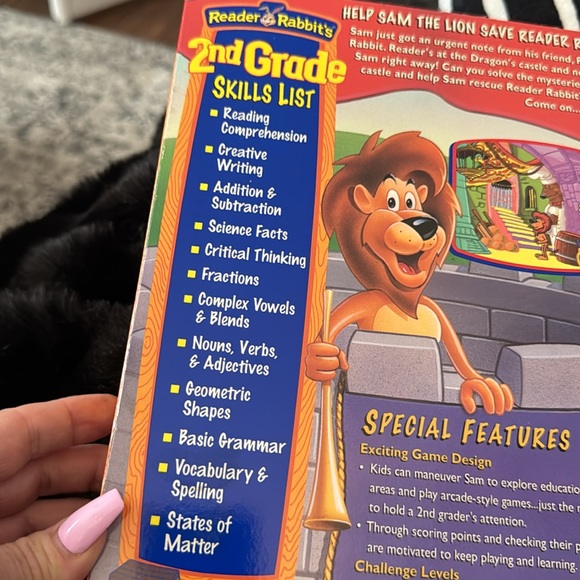 Reader Rabbit's
2nd Grade
SKILLS LIST
Reading
Comprehension
Creative
Writing
Addition &
Subtraction
Science Facts
Critical Thinking
Fractions
Complex Vowels
& Blends
Nouns, Verbs,
& Adjectives
Geometric
Shapes
Basic Grammar
Vocabulary &
Spelling
States of
Matter
HELP SAM THE LION SAVE READER
Sam just got an urgent note from his friend,
Rabbit. Reader's at the Dragon's castle and
Sam right away! Can you solve the mysterie
castle and help Sam rescue Reader Rabbit
Come on...
SPECIAL FEATURES
Exciting Game Design
• Kids can maneuver Sam to explore educatio
areas and play arcade-style games...just the
to hold a 2nd grader's attention.
• Through scoring points and checking their
are motivated to keep playing and learning.
Challenge Levels